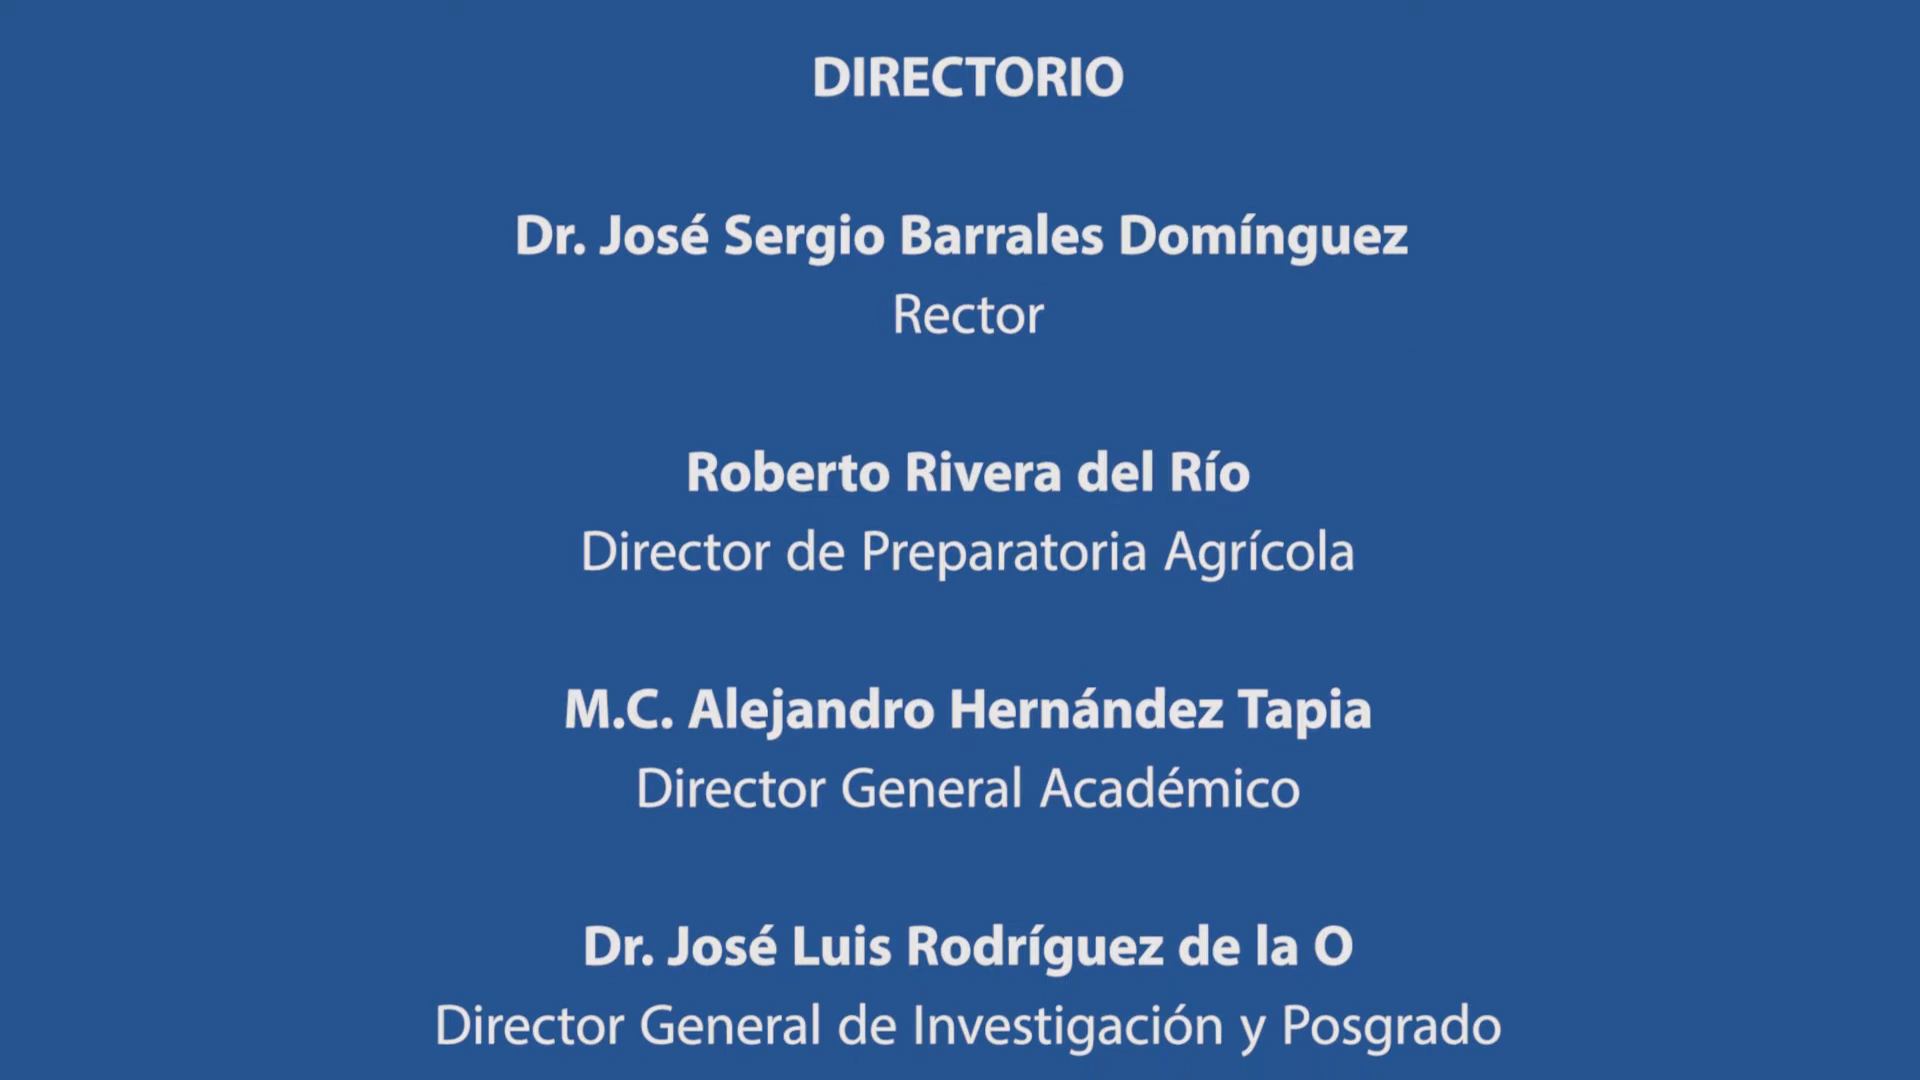 DIRECTORIO
Dr. José Sergio Barrales Domínguez
Rector
Roberto Rivera del Río
Director de Preparatoria Agrícola
M.C. Alejandro Hernández Tapia
Director General Académico
Dr. José Luis Rodríguez de la O
Director General de Investigación y Posgrado